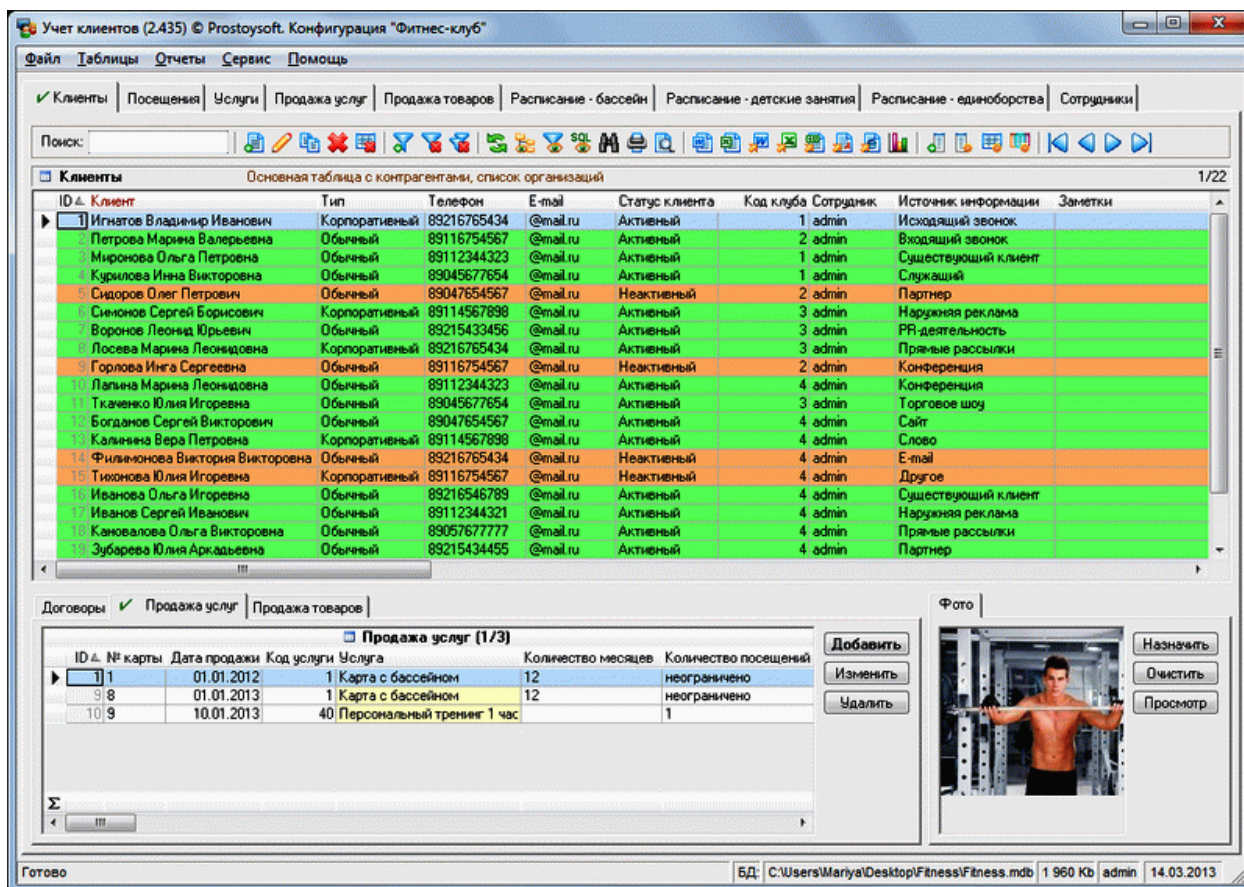 Учет клиентов (2.435) © Prostoysoft. Конфигурация "Фитнес-клуб"
Файл Таблицы Отчеты Сервис Помощь
Клиенты Посещения Услуги Продажа услуг Продажа товаров Расписание - бассейн Расписание - детские занятия Расписание - единоборства Сотрудники
Поиск: SQL
Клиенты Основная таблица с контрагентами, список организаций 1/22
ID Клиент Тип Телефон E-mail Статус клиента Код клуба Сотрудник Источник информации Заметки
1 Игнатов Владимир Иванович Корпоративный 89216765434 @mail.ru Активный 1 admin Исходящий звонок
2 Петрова Марина Валерьевна Обычный 89116754567 @mail.ru Активный 2 admin Входящий звонок
3 Миронова Ольга Петровна Обычный 89112344323 @mail.ru Активный 1 admin Существующий клиент
4 Курилова Инна Викторовна Обычный 89045677654 @mail.ru Активный 1 admin Служащий
5 Сидоров Олег Петрович Обычный 89047654567 @mail.ru Неактивный 2 admin Партнер
6 Симонов Сергей Борисович Корпоративный 89114567898 @mail.ru Активный 3 admin Наружняя реклама
7 Воронов Леонид Юрьевич Обычный 89215433456 @mail.ru Активный 3 admin PR-деятельность
8 Лосева Марина Леонидовна Корпоративный 89216765434 @mail.ru Активный 3 admin Прямые рассылки
9 Горлова Инга Сергеевна Обычный 89116754567 @mail.ru Неактивный 2 admin Конференция
10 Лапина Марина Леонидовна Обычный 89112344323 @mail.ru Активный 4 admin Конференция
11 Ткаченко Юлия Игоревна Обычный 89045677654 @mail.ru Активный 3 admin Торговое шоу
12 Богданов Сергей Викторович Обычный 89047654567 @mail.ru Активный 4 admin Сайт
13 Калинина Вера Петровна Корпоративный 89114567898 @mail.ru Активный 4 admin Слово
14 Филимонова Виктория Викторовна Обычный 89216765434 @mail.ru Неактивный 4 admin E-mail
15 Тихонова Юлия Игоревна Корпоративный 89116754567 @mail.ru Неактивный 4 admin Другое
16 Иванова Ольга Игоревна Обычный 89216546789 @mail.ru Активный 4 admin Существующий клиент
17 Иванов Сергей Иванович Обычный 89112344321 @mail.ru Активный 4 admin Наружняя реклама
18 Кановалова Ольга Викторовна Обычный 89057677777 @mail.ru Активный 4 admin Прямые рассылки
19 Зубарева Юлия Аркадьевна Обычный 89215434455 @mail.ru Активный 4 admin Партнер
Договоры Продажа услуг Продажа товаров Фото
Продажа услуг (1/3)
ID № карты Дата продажи Код услуги Услуга Количество месяцев Количество посещений
1 1 01.01.2012 1 Карта с бассейном 12 неограничено
9 8 01.01.2013 1 Карта с бассейном 12 неограничено
10 9 10.01.2013 40 Персональный тренинг 1 час 1
Σ
Добавить
Изменить
Удалить
Назначить
Очистить
Просмотр
Готово БД: C:\Users\Mariya\Desktop\Fitness\Fitness.mdb 1 960 Kb admin 14.03.2013